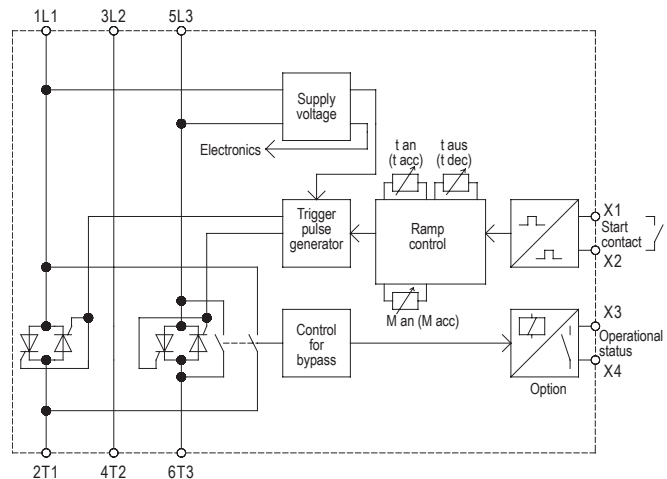 1L1 3L2 5L3
Supply
voltage
Electronics
t an
(t acc)
t aus
(t dec)
Trigger
pulse
generator
Ramp
control
X1
Start
contact
X2
M an (M acc)
Control
for
bypass
X3
Operational
status
X4
Option
2T1 4T2 6T3